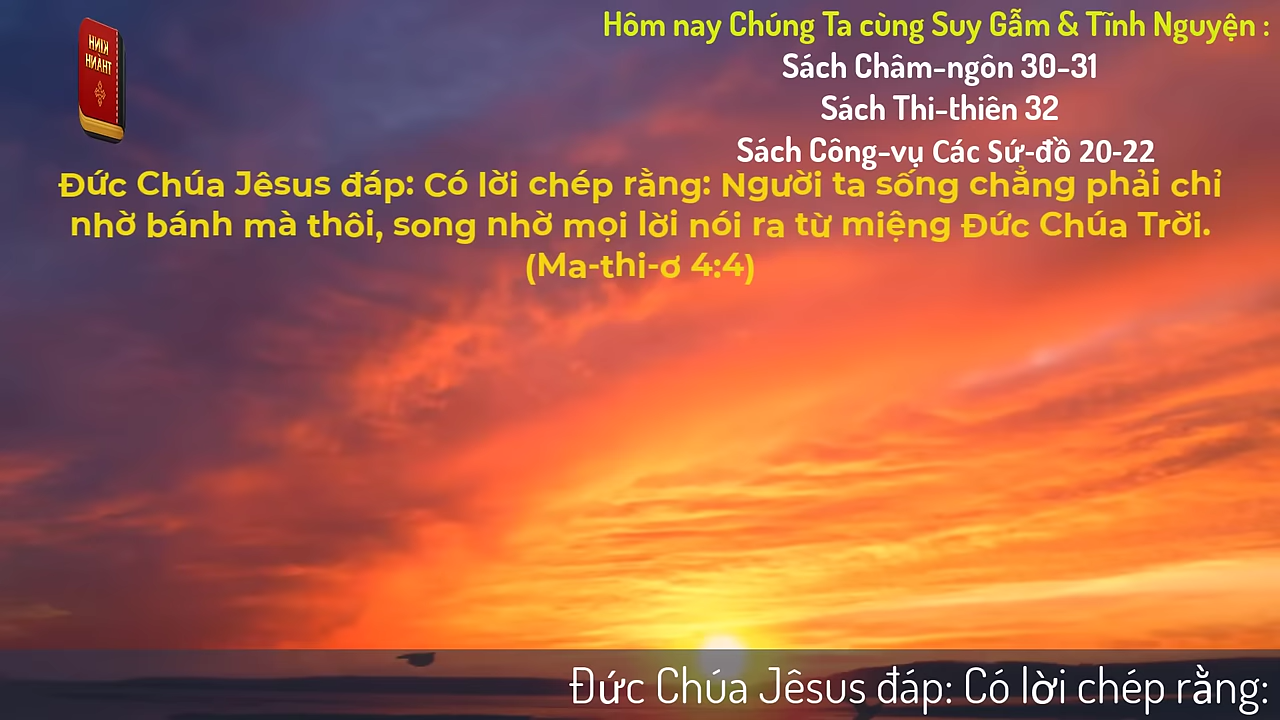 KINH
THÁNH
Hôm nay Chúng Ta cùng Suy Gẫm & Tĩnh Nguyện :
Sách Châm-ngôn 30-31
Sách Thi-thiên 32
Sách Công-vụ Các Sứ-đồ 20-22
Đức Chúa Jêsus đáp: Có lời chép rằng: Người ta sống chẳng phải chỉ
nhờ bánh mà thôi, song nhờ mọi lời nói ra từ miệng Đức Chúa Trời.
(Ma-thi-ơ 4:4)
Đức Chúa Jêsus đáp: Có lời chép rằng: